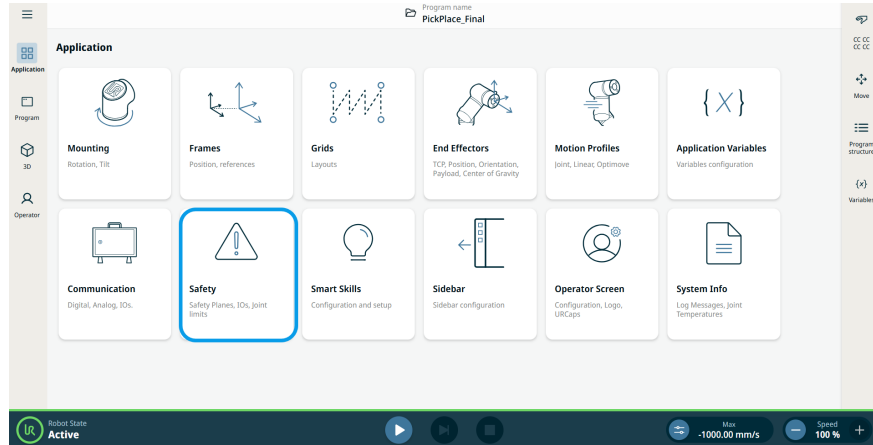 Program name
PickPlace_Final
Application
Application
Program
3D
Operator
Mounting
Rotation, Tilt
Frames
Position, references
Grids
Layouts
End Effectors
TCP, Position, Orientation,
Payload, Center of Gravity
Motion Profiles
Joint, Linear, Optimove
{X}
Application Variables
Variables configuration
Communication
Digital, Analog, IOs.
Safety
Safety Planes, IOs, Joint
limits
Smart Skills
Configuration and setup
Sidebar
Sidebar configuration
Operator Screen
Configuration, Logo,
URCaps
System Info
Log Messages, Joint
Temperatures
CC CC
CC CC
Move
Program
structure
{x}
Variables
Robot State
Active
Max
-1000.00 mm/s
Speed
100 %